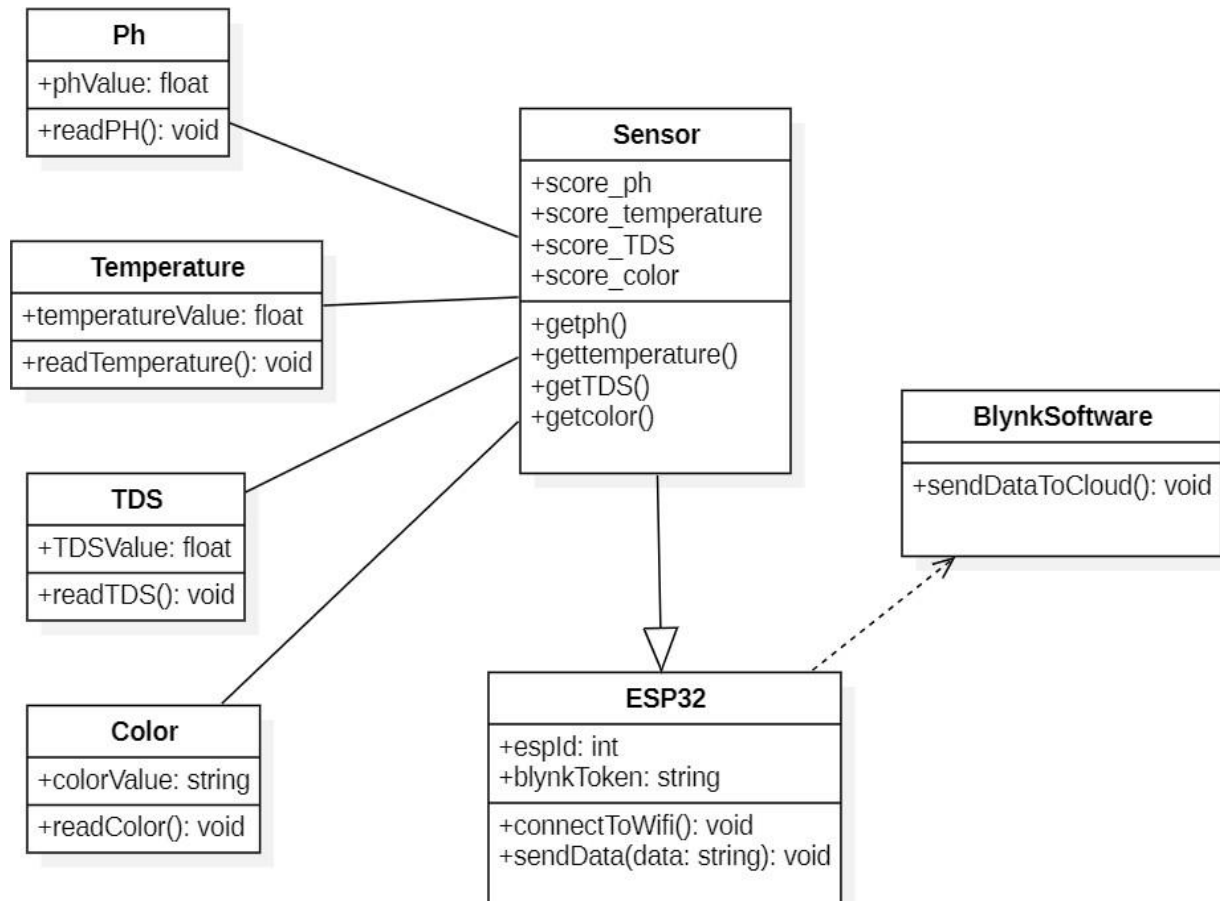 Ph
+phValue: float
+readPH(): void
Temperature
+temperatureValue: float
+readTemperature(): void
TDS
+TDSValue: float
+readTDS(): void
Color
+colorValue: string
+readColor(): void
Sensor
+score_ph
+score_temperature
+score_TDS
+score_color
+getph()
+gettemperature()
+getTDS()
+getcolor()
BlynkSoftware
+sendDataToCloud(): void
ESP32
+espId: int
+blynkToken: string
+connectToWifi(): void
+sendData(data: string): void